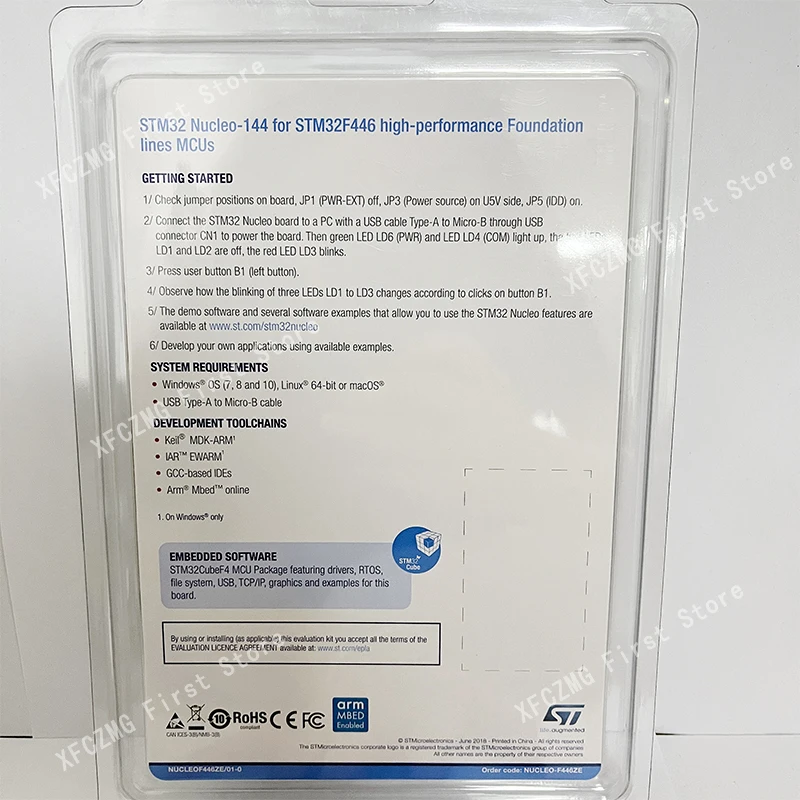 STM32 Nucleo-144 for STM32F446 high-performance Foundation
lines MCUs
GETTING STARTED
1/ Check jumper positions on board, JP1 (PWR-EXT) off, JP3 (Power source) on U5V side, JP5 (IDD) on.
2/ Connect the STM32 Nucleo board to a PC with a USB cable Type-A to Micro-B through USB
connector CN1 to power the board. Then green LED LD6 (PWR) and LED LD4 (COM) light up, the
LD1 and LD2 are off, the red LED LD3 blinks.
3/ Press user button B1 (left button).
4/ Observe how the blinking of three LEDs LD1 to LD3 changes according to clicks on button B1.
5/ The demo software and several software examples that allow you to use the STM32 Nucleo features are
available at www.st.com/stm32nucleo
6/ Develop your own applications using available examples.
SYSTEM REQUIREMENTS
• Windows® OS (7, 8 and 10), Linux® 64-bit or macOS®
• USB Type-A to Micro-B cable
DEVELOPMENT TOOLCHAINS
• Keil® MDK-ARM¹
• IAR™ EWARM¹
• GCC-based IDEs
• Arm® Mbed™ online
1. On Windows® only
EMBEDDED SOFTWARE
STM32CubeF4 MCU Package featuring drivers, RTOS,
file system, USB, TCP/IP, graphics and examples for this
board.
STM32
Cube
By using or installing (as applicable) this evaluation kit you accept all the terms of the
EVALUATION LICENCE AGREEMENT available at: www.st.com/epla
10 RoHS CE FC
compliant
CAN ICES-3(B)/NMB-3(B)
arm
MBED
Enabled
ST
life.augmented
© STMicroelectronics - June 2018 - Printed in China - All rights reserved
The STMicroelectronics corporate logo is a registered trademark of the STMicroelectronics group of companies
All other names are the property of their respective owners
NUCLEOF446ZE/01-0
Order code: NUCLEO-F446ZE
XFCZMG First Store
XFCZMG First Store
XFCZMG First Store
XFCZMG First Store
XFCZMG First Store
XFCZMG First Store